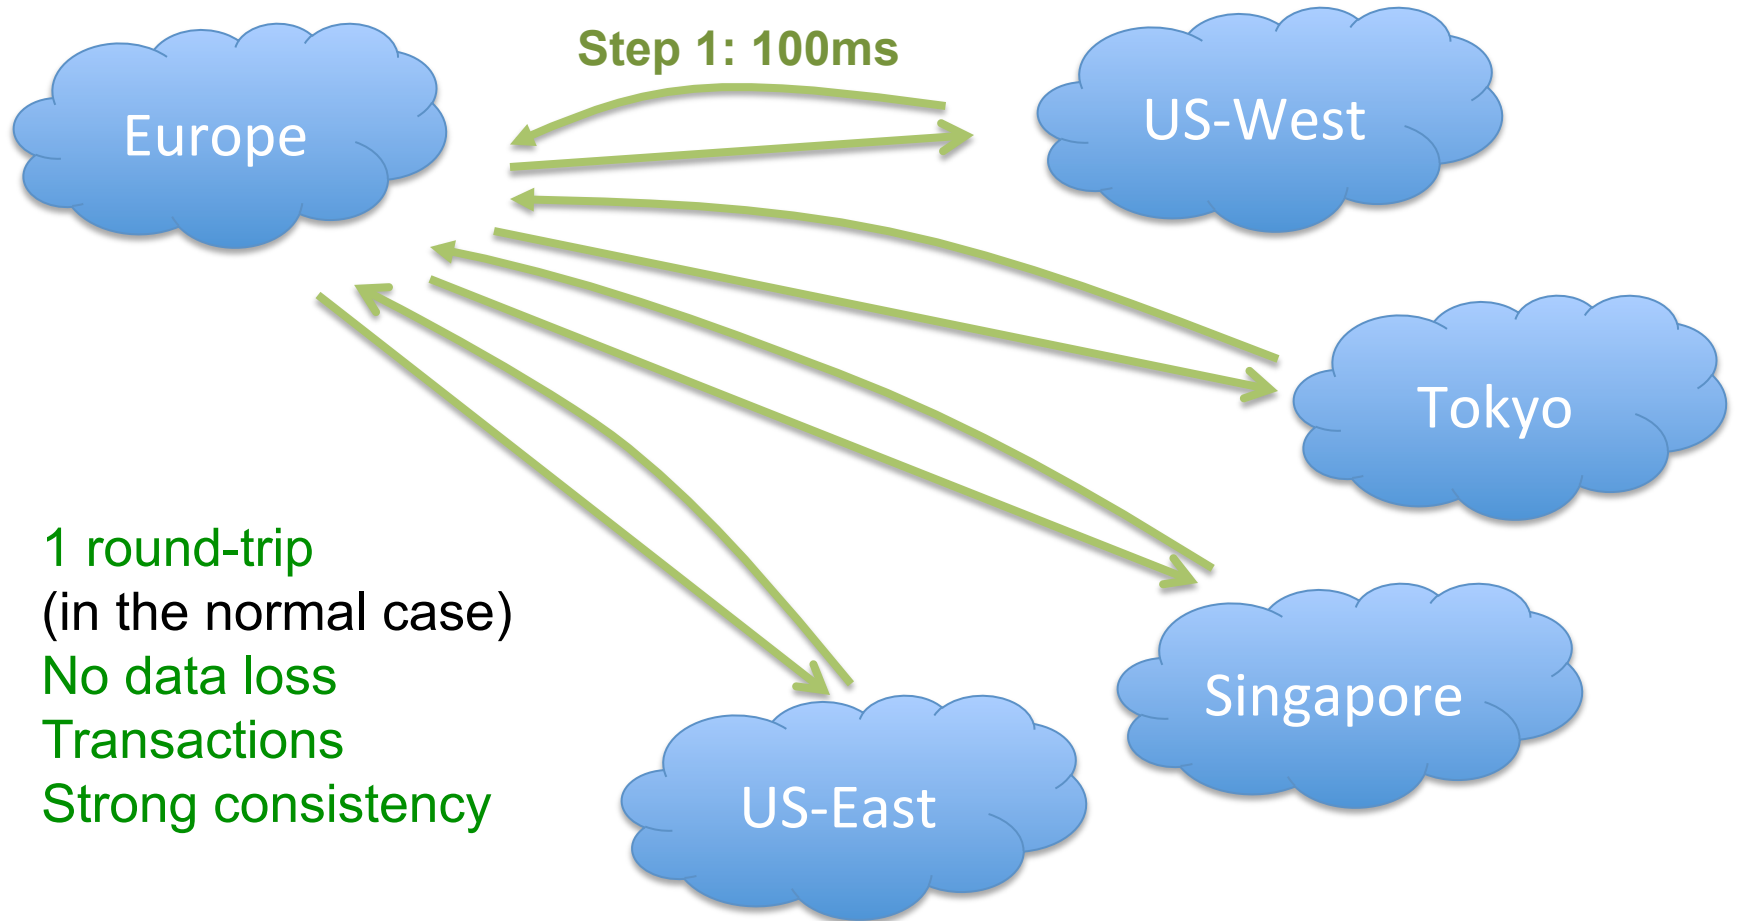 Step 1: 100ms
Europe
US-West
Tokyo
Singapore
US-East
1 round-trip
(in the normal case)
No data loss
Transactions
Strong consistency